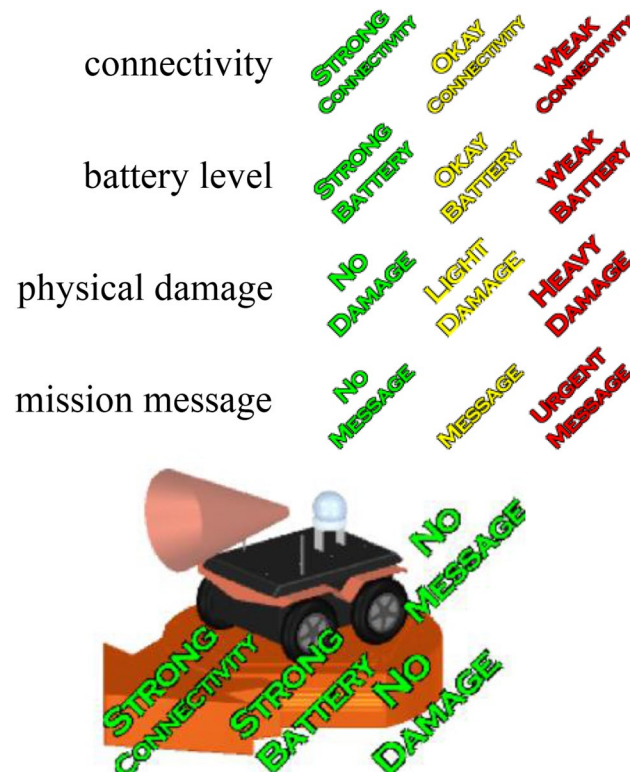 connectivity
STRONG
CONNECTIVITY
OKAY
CONNECTIVITY
WEAK
CONNECTIVITY
battery level
STRONG
BATTERY
OKAY
BATTERY
WEAK
BATTERY
physical damage
NO
DAMAGE
LIGHT
DAMAGE
HEAVY
DAMAGE
mission message
NO
MESSAGE
MESSAGE
URGENT
MESSAGE
NO
MESSAGE
STRONG
CONNECTIVITY
STRONG
BATTERY
NO
DAMAGE